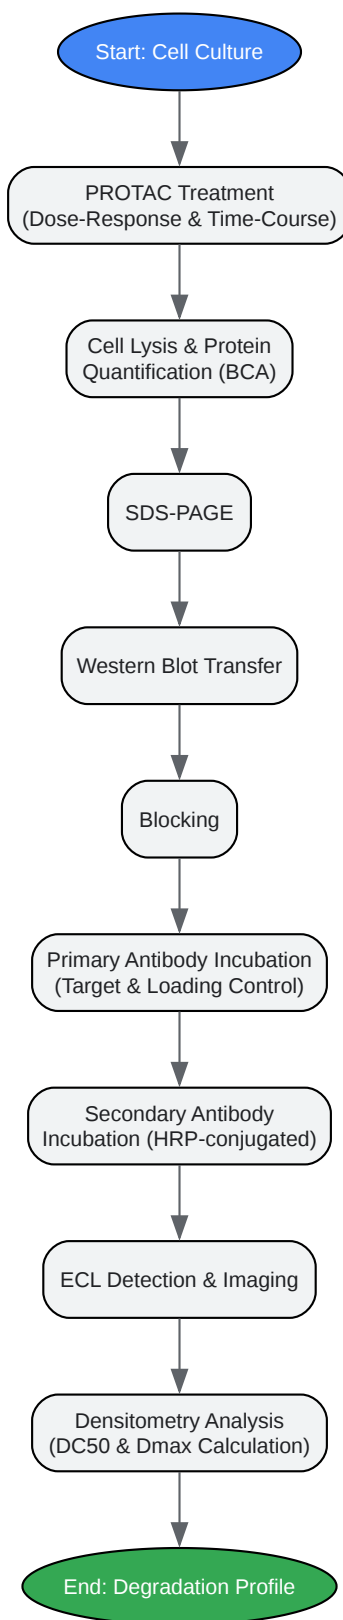 Start: Cell Culture
PROTAC Treatment
(Dose-Response & Time-Course)
Cell Lysis & Protein
Quantification (BCA)
SDS-PAGE
Western Blot Transfer
Blocking
Primary Antibody Incubation
(Target & Loading Control)
Secondary Antibody
Incubation (HRP-conjugated)
ECL Detection & Imaging
Densitometry Analysis
(DC50 & Dmax Calculation)
End: Degradation Profile